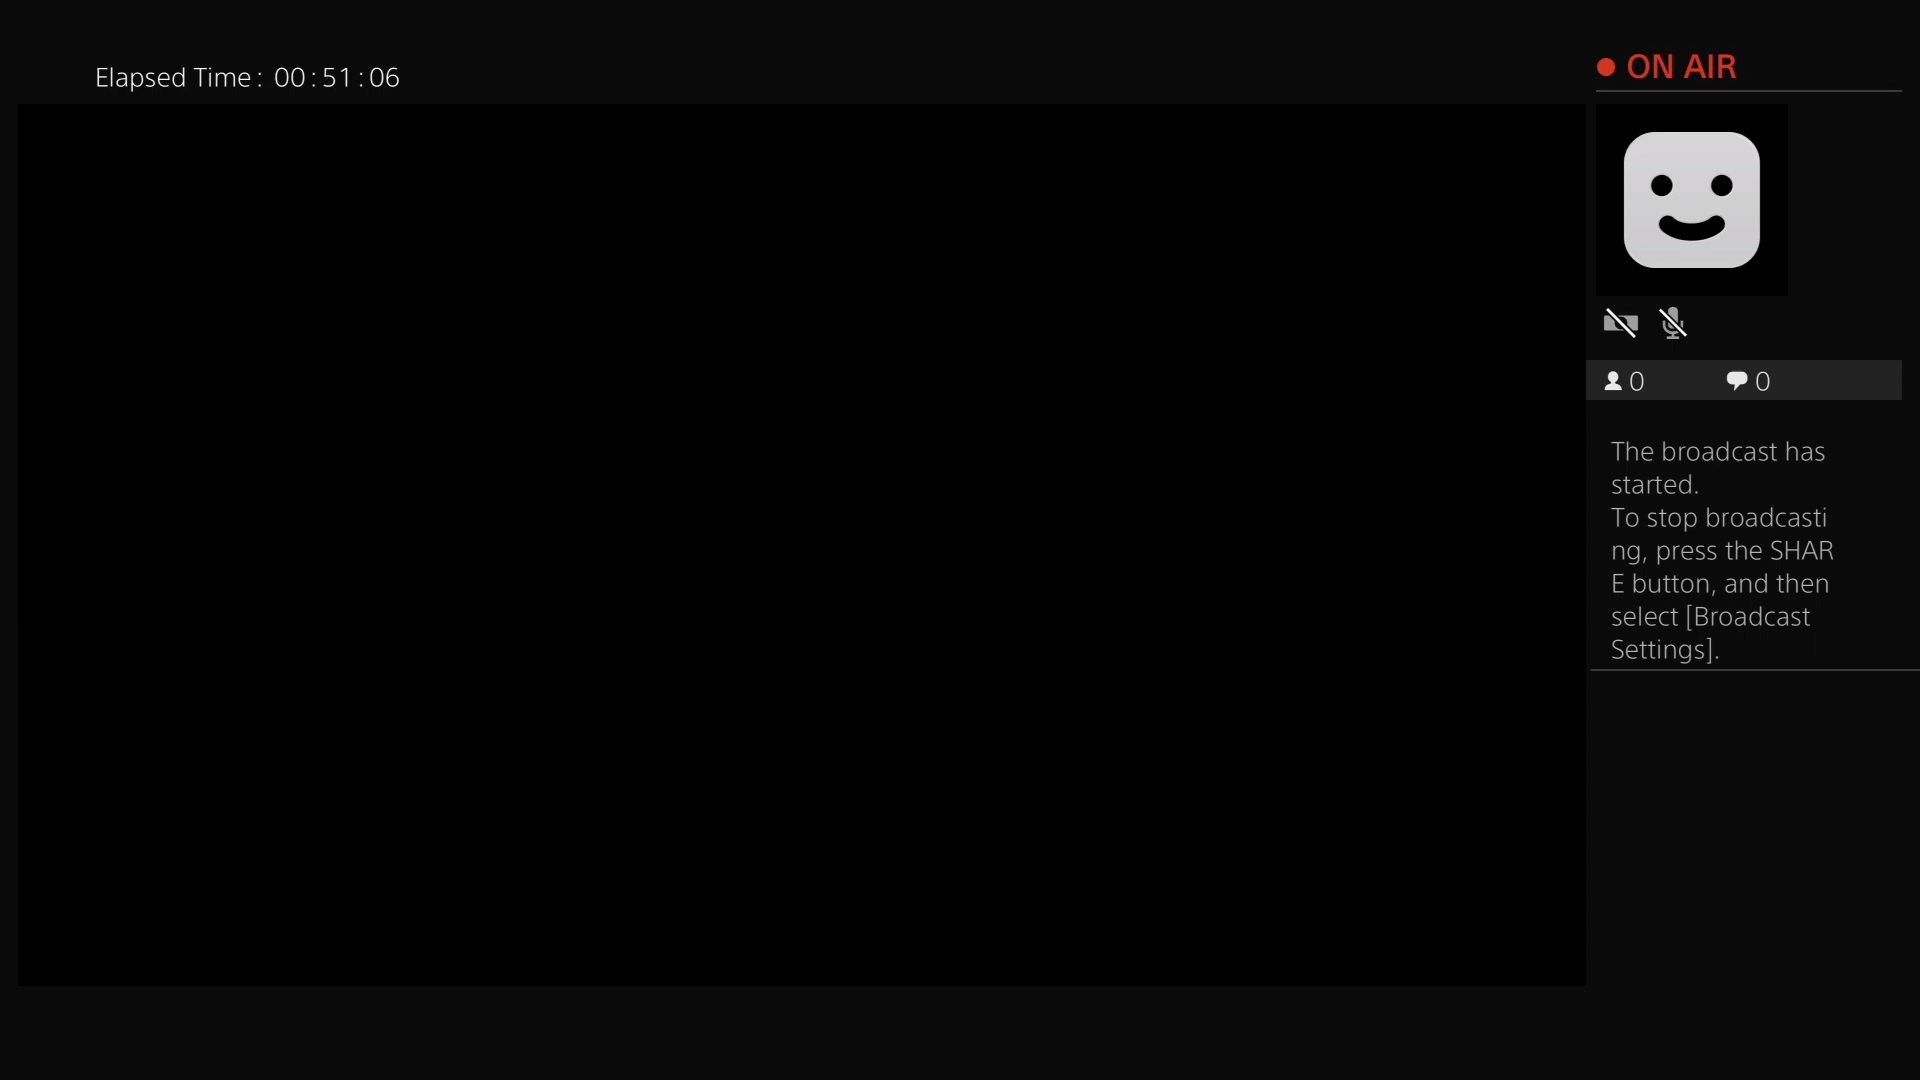 Elapsed Time: 00:51:06
ON AIR
0 0
The broadcast has
started.
To stop broadcasti
ng, press the SHAR
E button, and then
select [Broadcast
Settings].